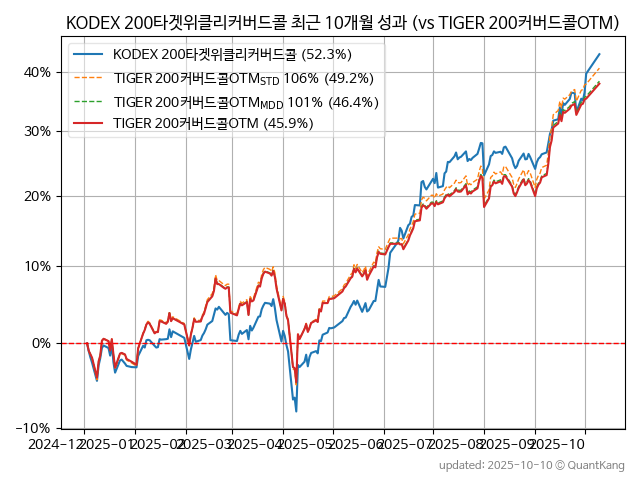 KODEX 200타겟위클리커버드콜 최근 10개월 성과 (vs TIGER 200커버드콜OTM)
KODEX 200타겟위클리커버드콜 (52.3%)
TIGER 200커버드콜OTM_STD 106% (49.2%)
TIGER 200커버드콜OTM_MDD 101% (46.4%)
TIGER 200커버드콜OTM (45.9%)
40%
30%
20%
10%
0%
−10%
2024-12 2025-01 2025-02 2025-03 2025-04 2025-05 2025-06 2025-07 2025-08 2025-09 2025-10
updated: 2025-10-10 © QuantKang